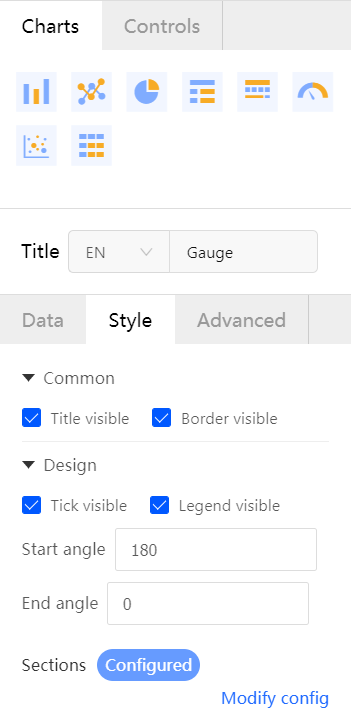 Charts Controls
Title EN Gauge
Data Style Advanced
Common
Title visible Border visible
Design
Tick visible Legend visible
Start angle 180
End angle 0
Sections Configured
Modify config